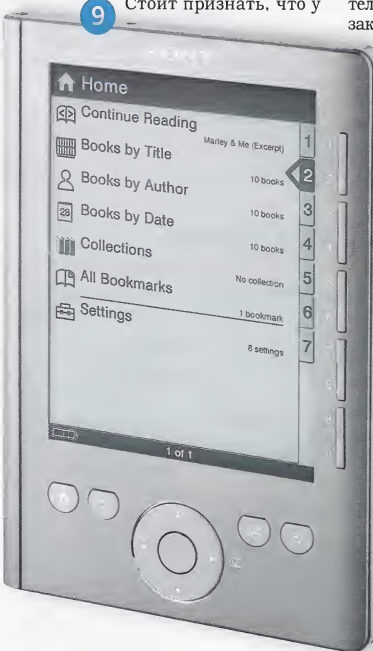 9
Стоит признать, что у
тел
зак
SONY
Home
Continue Reading
Marley & Me (Excerpt)
1
Books by Title
10 books
2
Books by Author
10 books
3
Books by Date
28
10 books
4
Collections
No collection
5
All Bookmarks
1 bookmark
6
Settings
8 settings
7
1 of 1